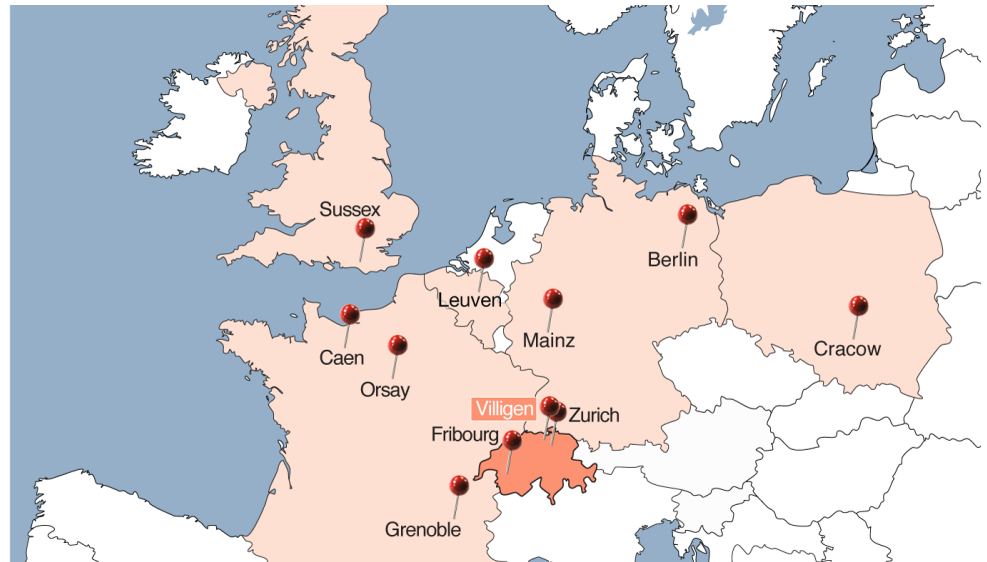 Sussex
Berlin
Leuven
Mainz
Cracow
Caen
Orsay
Villigen
Zurich
Fribourg
Grenoble